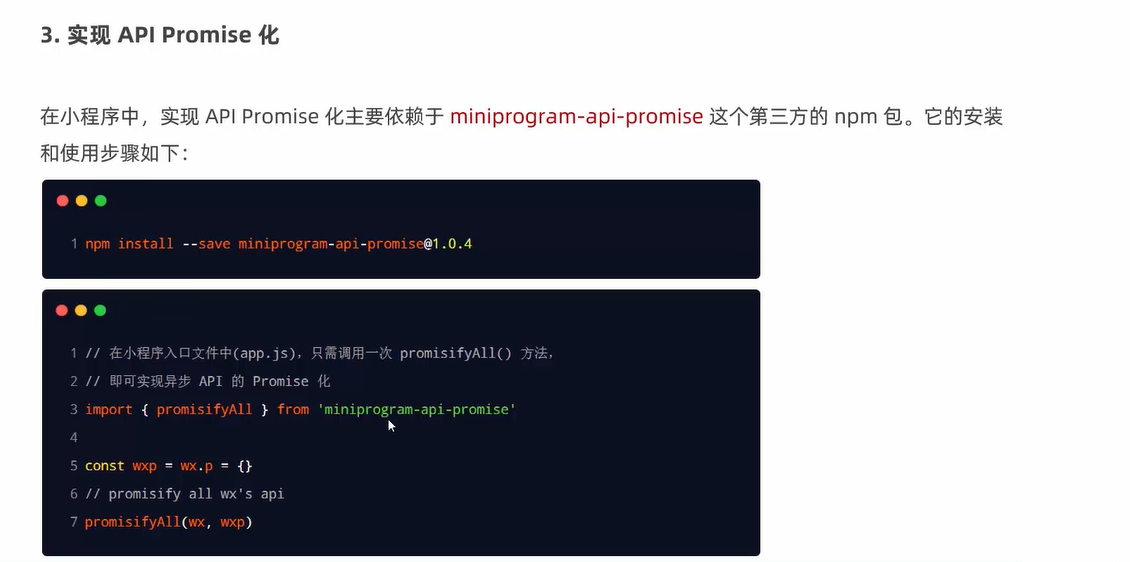 3. 实现 API Promise 化
在小程序中，实现 API Promise 化主要依赖于 miniprogram-api-promise 这个第三方的 npm 包。它的安装
和使用步骤如下：
1 npm install --save miniprogram-api-promise@1.0.4
1 // 在小程序入口文件中(app.js)，只需调用一次 promisifyAll() 方法，
2 // 即可实现异步 API 的 Promise 化
3 import { promisifyAll } from 'miniprogram-api-promise'
4
5 const wxp = wx.p = {}
6 // promisify all wx's api
7 promisifyAll(wx, wxp)